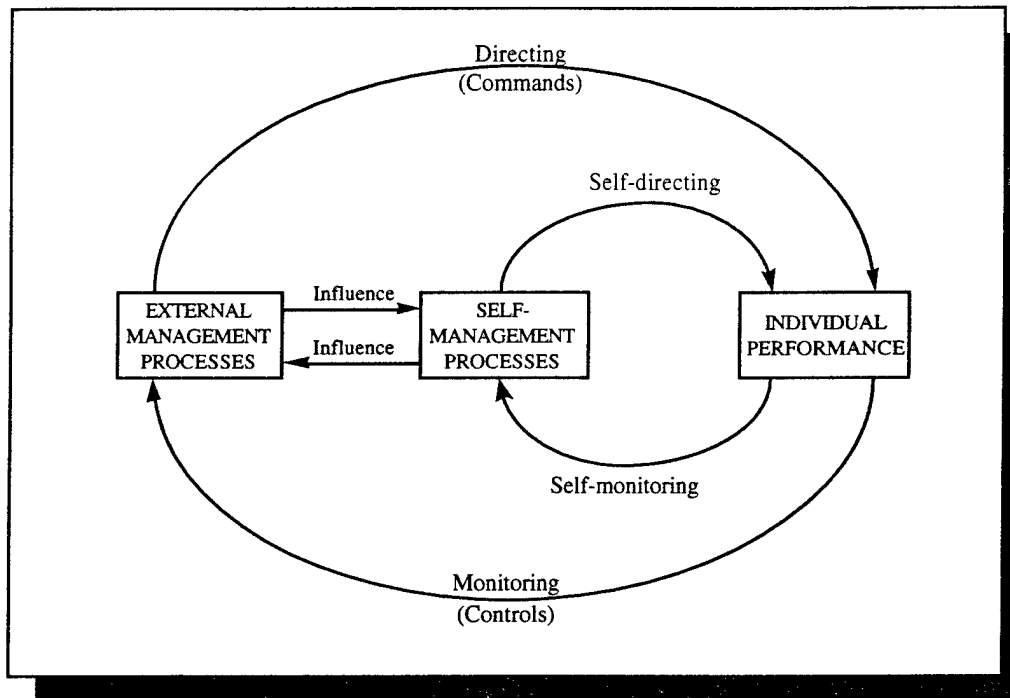 Directing
(Commands)
Self-directing
Influence
EXTERNAL
MANAGEMENT
PROCESSES
SELF-
MANAGEMENT
PROCESSES
INDIVIDUAL
PERFORMANCE
Influence
Self-monitoring
Monitoring
(Controls)